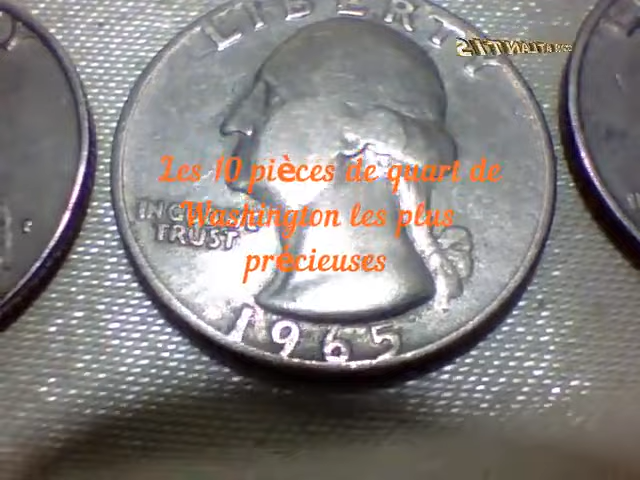 LIBERTY
Les 10 pièces de quart de
Washington les plus
précieuses
IN GOD WE
TRUST
1965